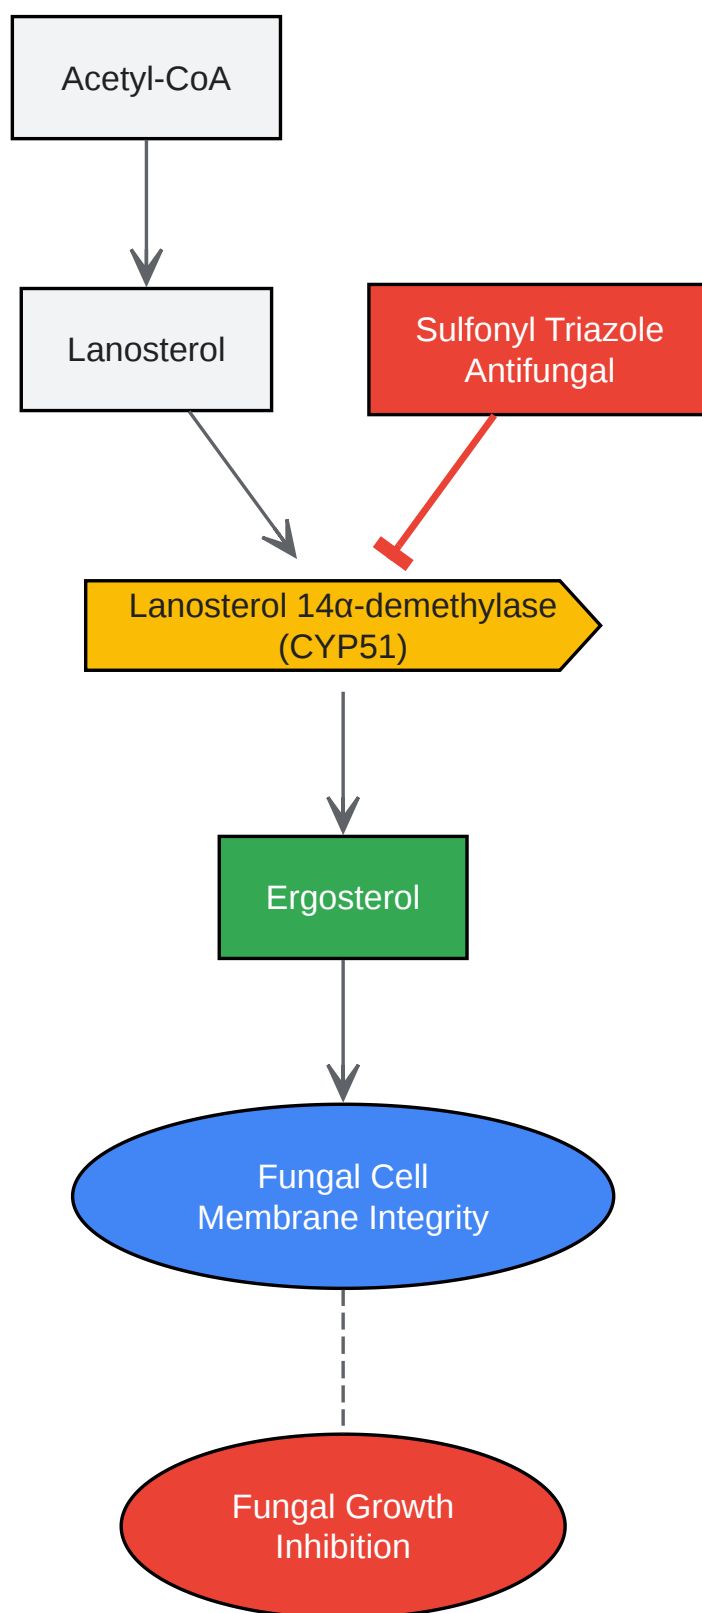 Acetyl-CoA
Lanosterol
Sulfonyl Triazole
Antifungal
Lanosterol 14α-demethylase
(CYP51)
Ergosterol
Fungal Cell
Membrane Integrity
Fungal Growth
Inhibition